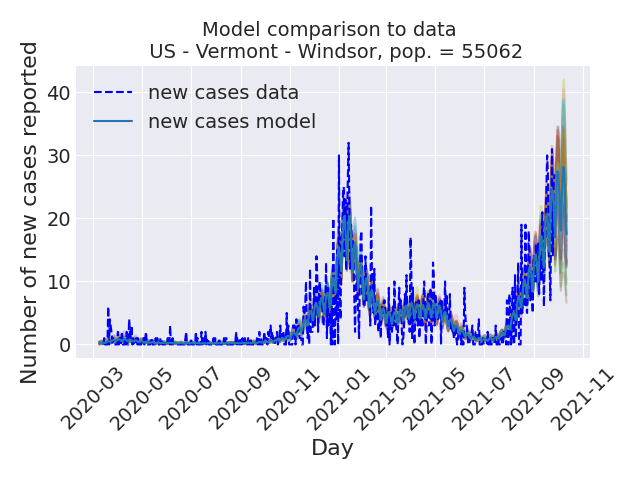 Model comparison to data
US - Vermont - Windsor, pop. = 55062
Number of new cases reported
40
30
20
10
0
new cases data
new cases model
2020-03
2020-05
2020-07
2020-09
2020-11
2021-01
2021-03
2021-05
2021-07
2021-09
2021-11
Day